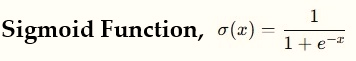 Sigmoid Function, σ(x) = 1 / (1 + e^{-x})